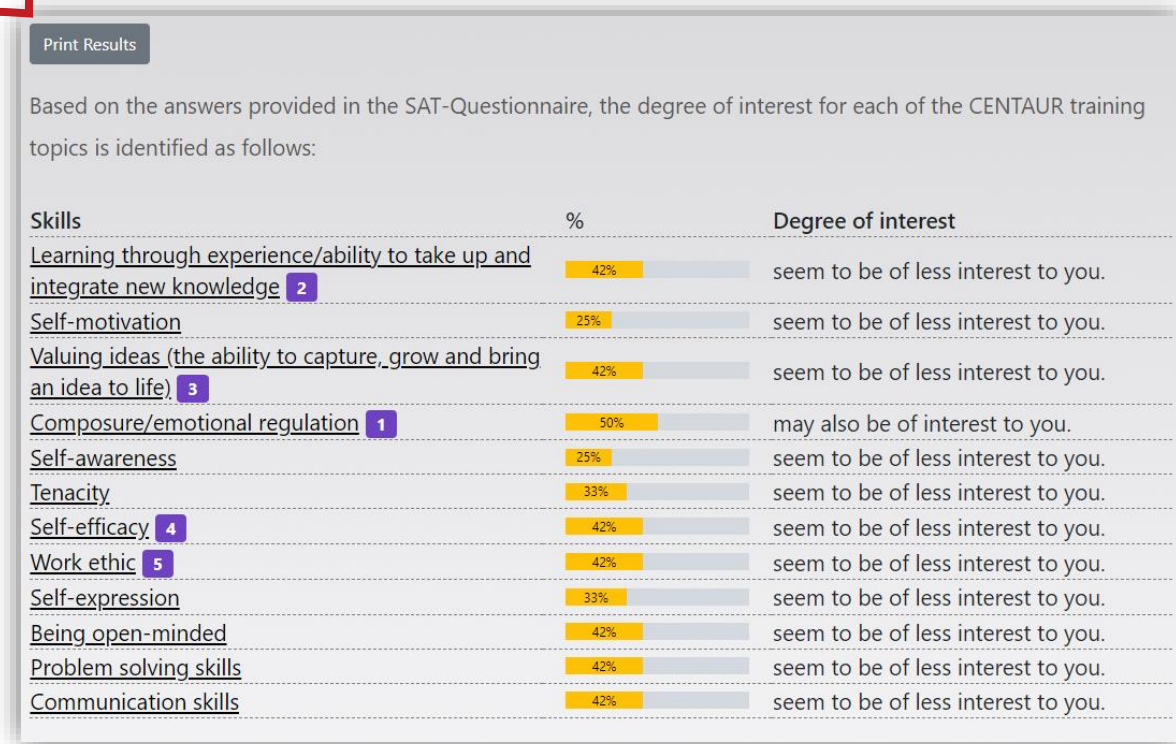 Print Results
Based on the answers provided in the SAT-Questionnaire, the degree of interest for each of the CENTAUR training
topics is identified as follows:
Skills % Degree of interest
Learning through experience/ability to take up and
integrate new knowledge 2 42% seem to be of less interest to you.
Self-motivation 25% seem to be of less interest to you.
Valuing ideas (the ability to capture, grow and bring
an idea to life) 3 42% seem to be of less interest to you.
Composure/emotional regulation 1 50% may also be of interest to you.
Self-awareness 25% seem to be of less interest to you.
Tenacity 33% seem to be of less interest to you.
Self-efficacy 4 42% seem to be of less interest to you.
Work ethic 5 42% seem to be of less interest to you.
Self-expression 33% seem to be of less interest to you.
Being open-minded 42% seem to be of less interest to you.
Problem solving skills 42% seem to be of less interest to you.
Communication skills 42% seem to be of less interest to you.